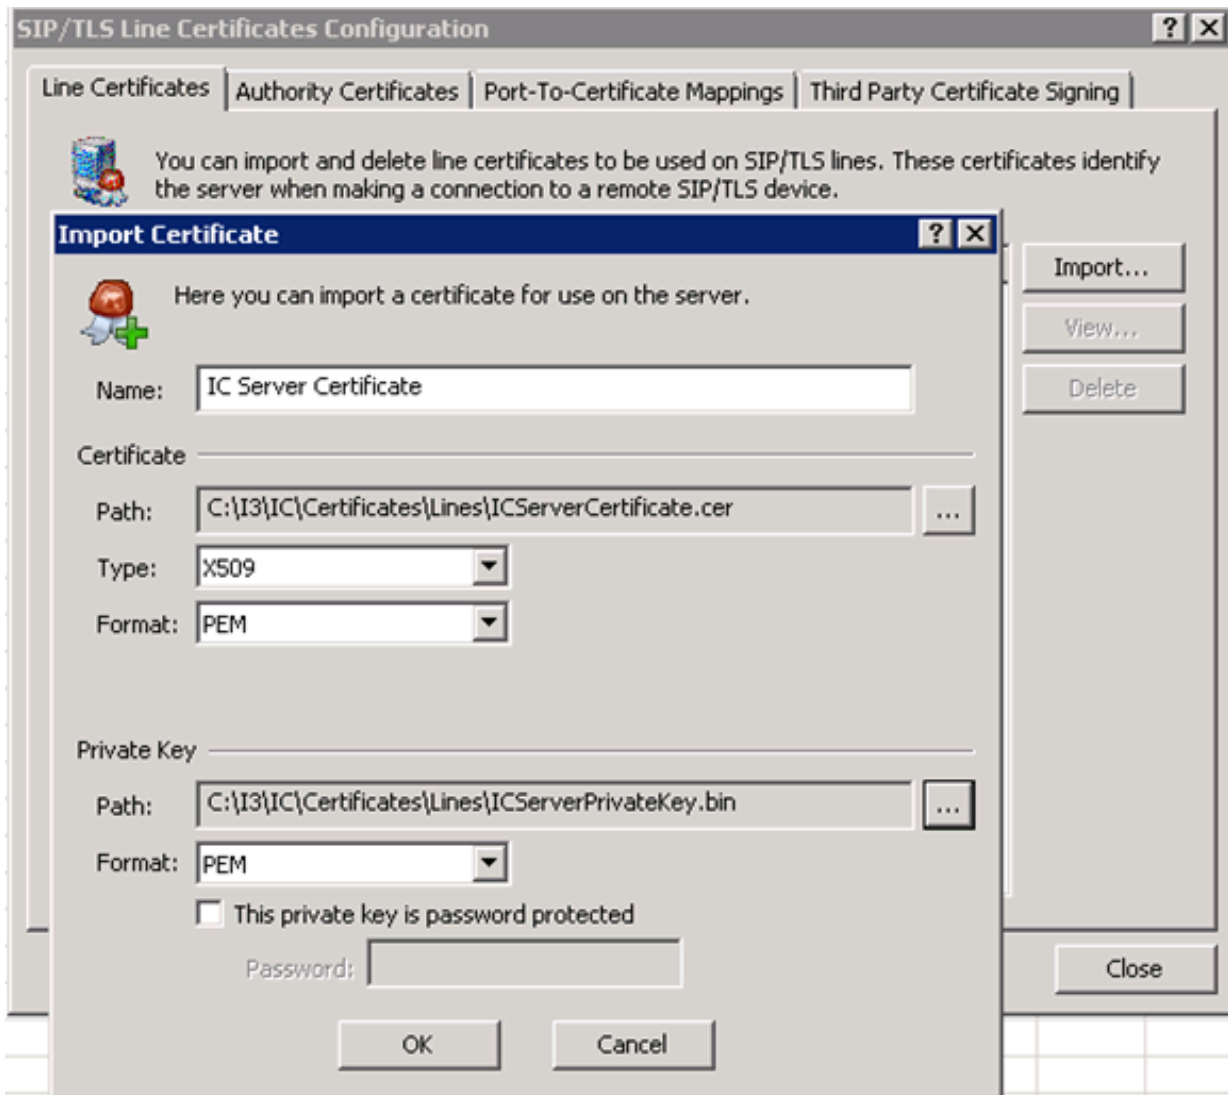 SIP/TLS Line Certificates Configuration
Line Certificates
Authority Certificates
Port-To-Certificate Mappings
Third Party Certificate Signing
You can import and delete line certificates to be used on SIP/TLS lines. These certificates identify
the server when making a connection to a remote SIP/TLS device.
Import Certificate
Import...
Here you can import a certificate for use on the server.
View...
Name: IC Server Certificate
Delete
Certificate
Path: C:\I3\IC\Certificates\Lines\ICServerCertificate.cer ...
Type: X509
Format: PEM
Private Key
Path: C:\I3\IC\Certificates\Lines\ICServerPrivateKey.bin ...
Format: PEM
This private key is password protected
Password:
Close
OK
Cancel